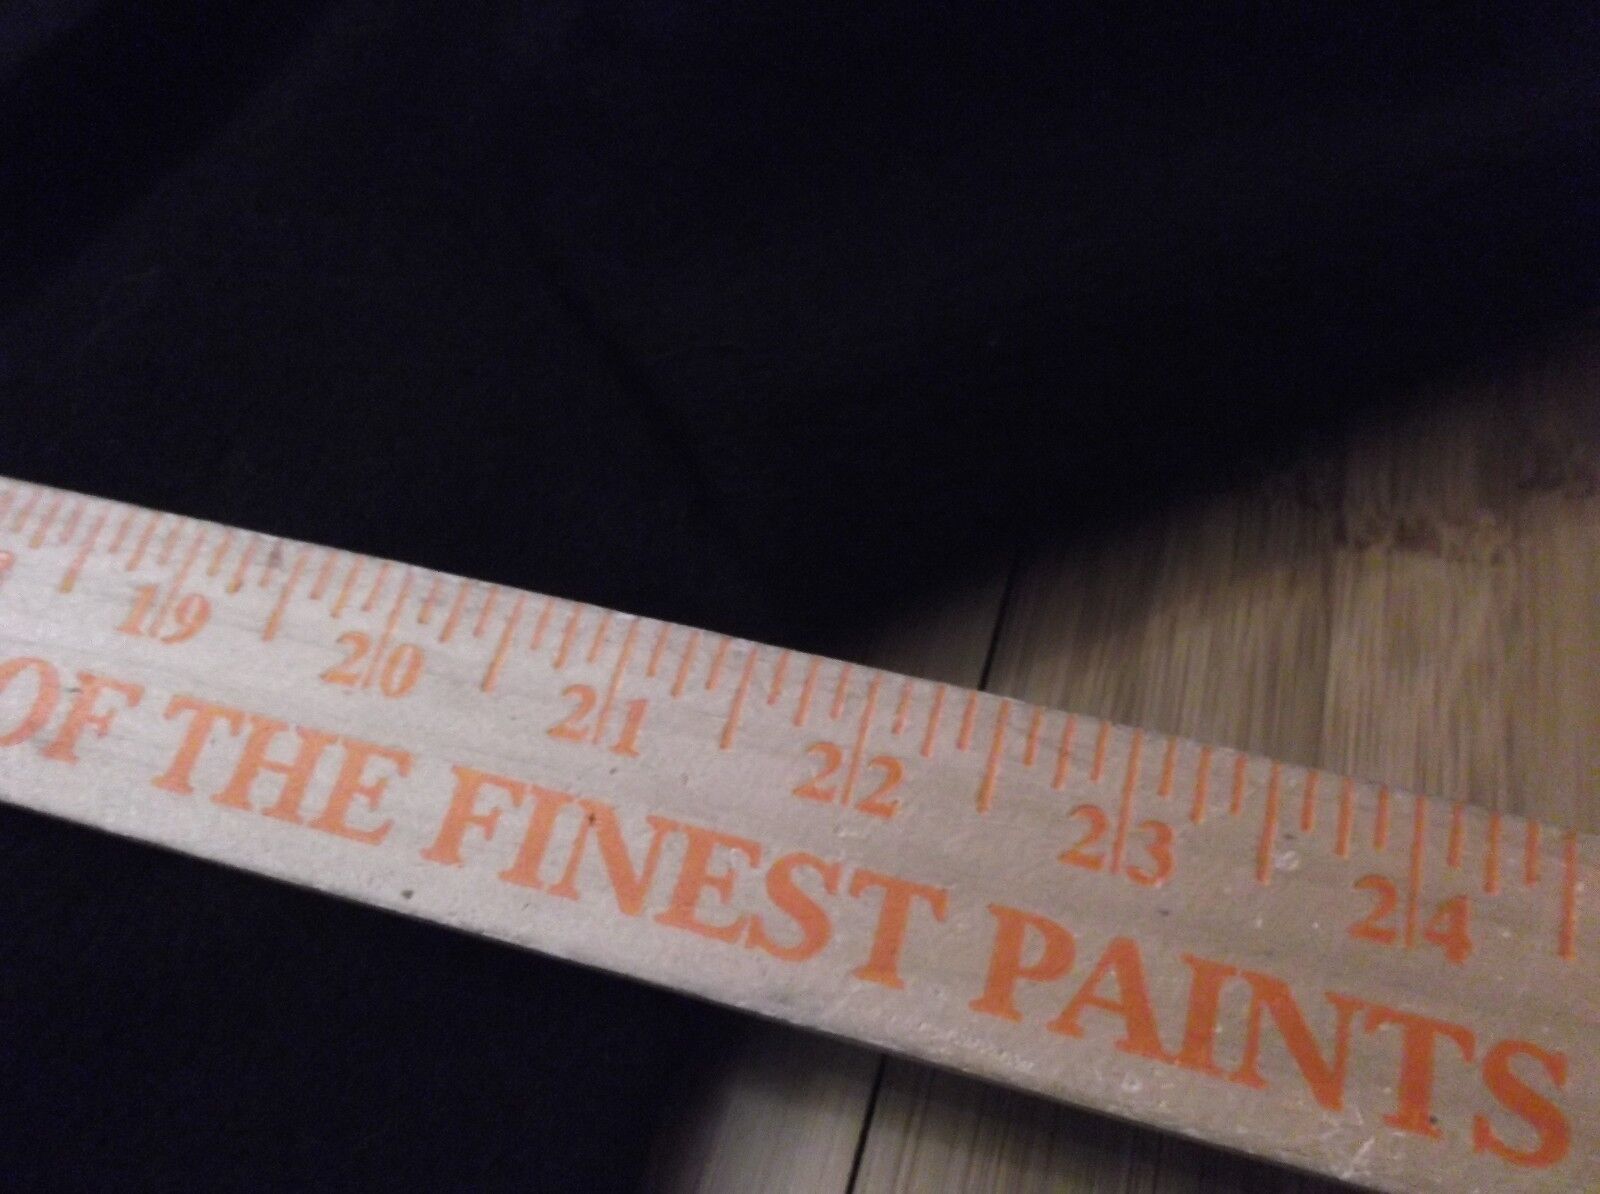 19 20 21 22 23 24
OF THE FINEST PAINTS